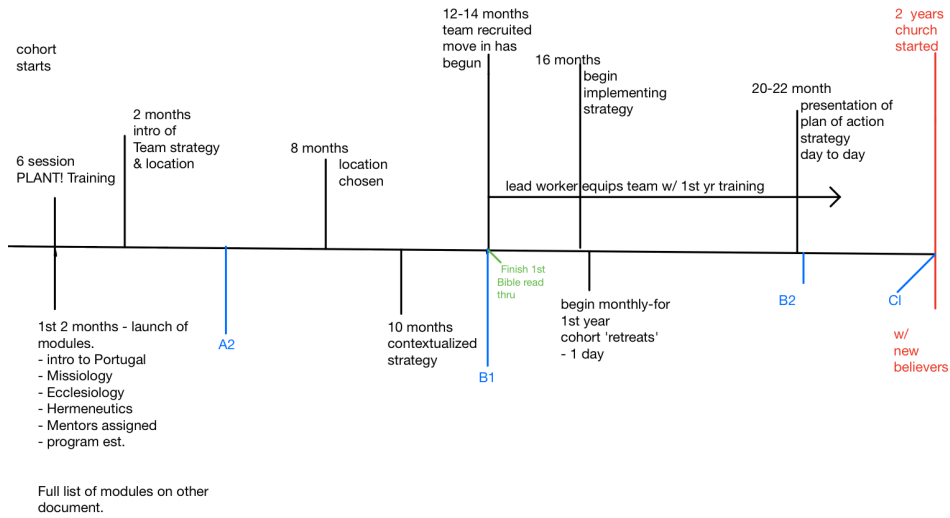 cohort
starts
6 session
PLANT! Training
2 months
intro of
Team strategy
& location
8 months
location
chosen
12-14 months
team recruited
move in has
begun
16 months
begin
implementing
strategy
lead worker equips team w/ 1st yr training
20-22 month
presentation of
plan of action
strategy
day to day
2 years
church
started
1st 2 months - launch of
modules.
- intro to Portugal
- Missiology
- Ecclesiology
- Hermeneutics
- Mentors assigned
- program est.
Full list of modules on other
document.
A2
10 months
contextualized
strategy
B1
Finish 1st
Bible read
thru
begin monthly-for
1st year
cohort 'retreats'
- 1 day
B2
CI
w/
new
believers